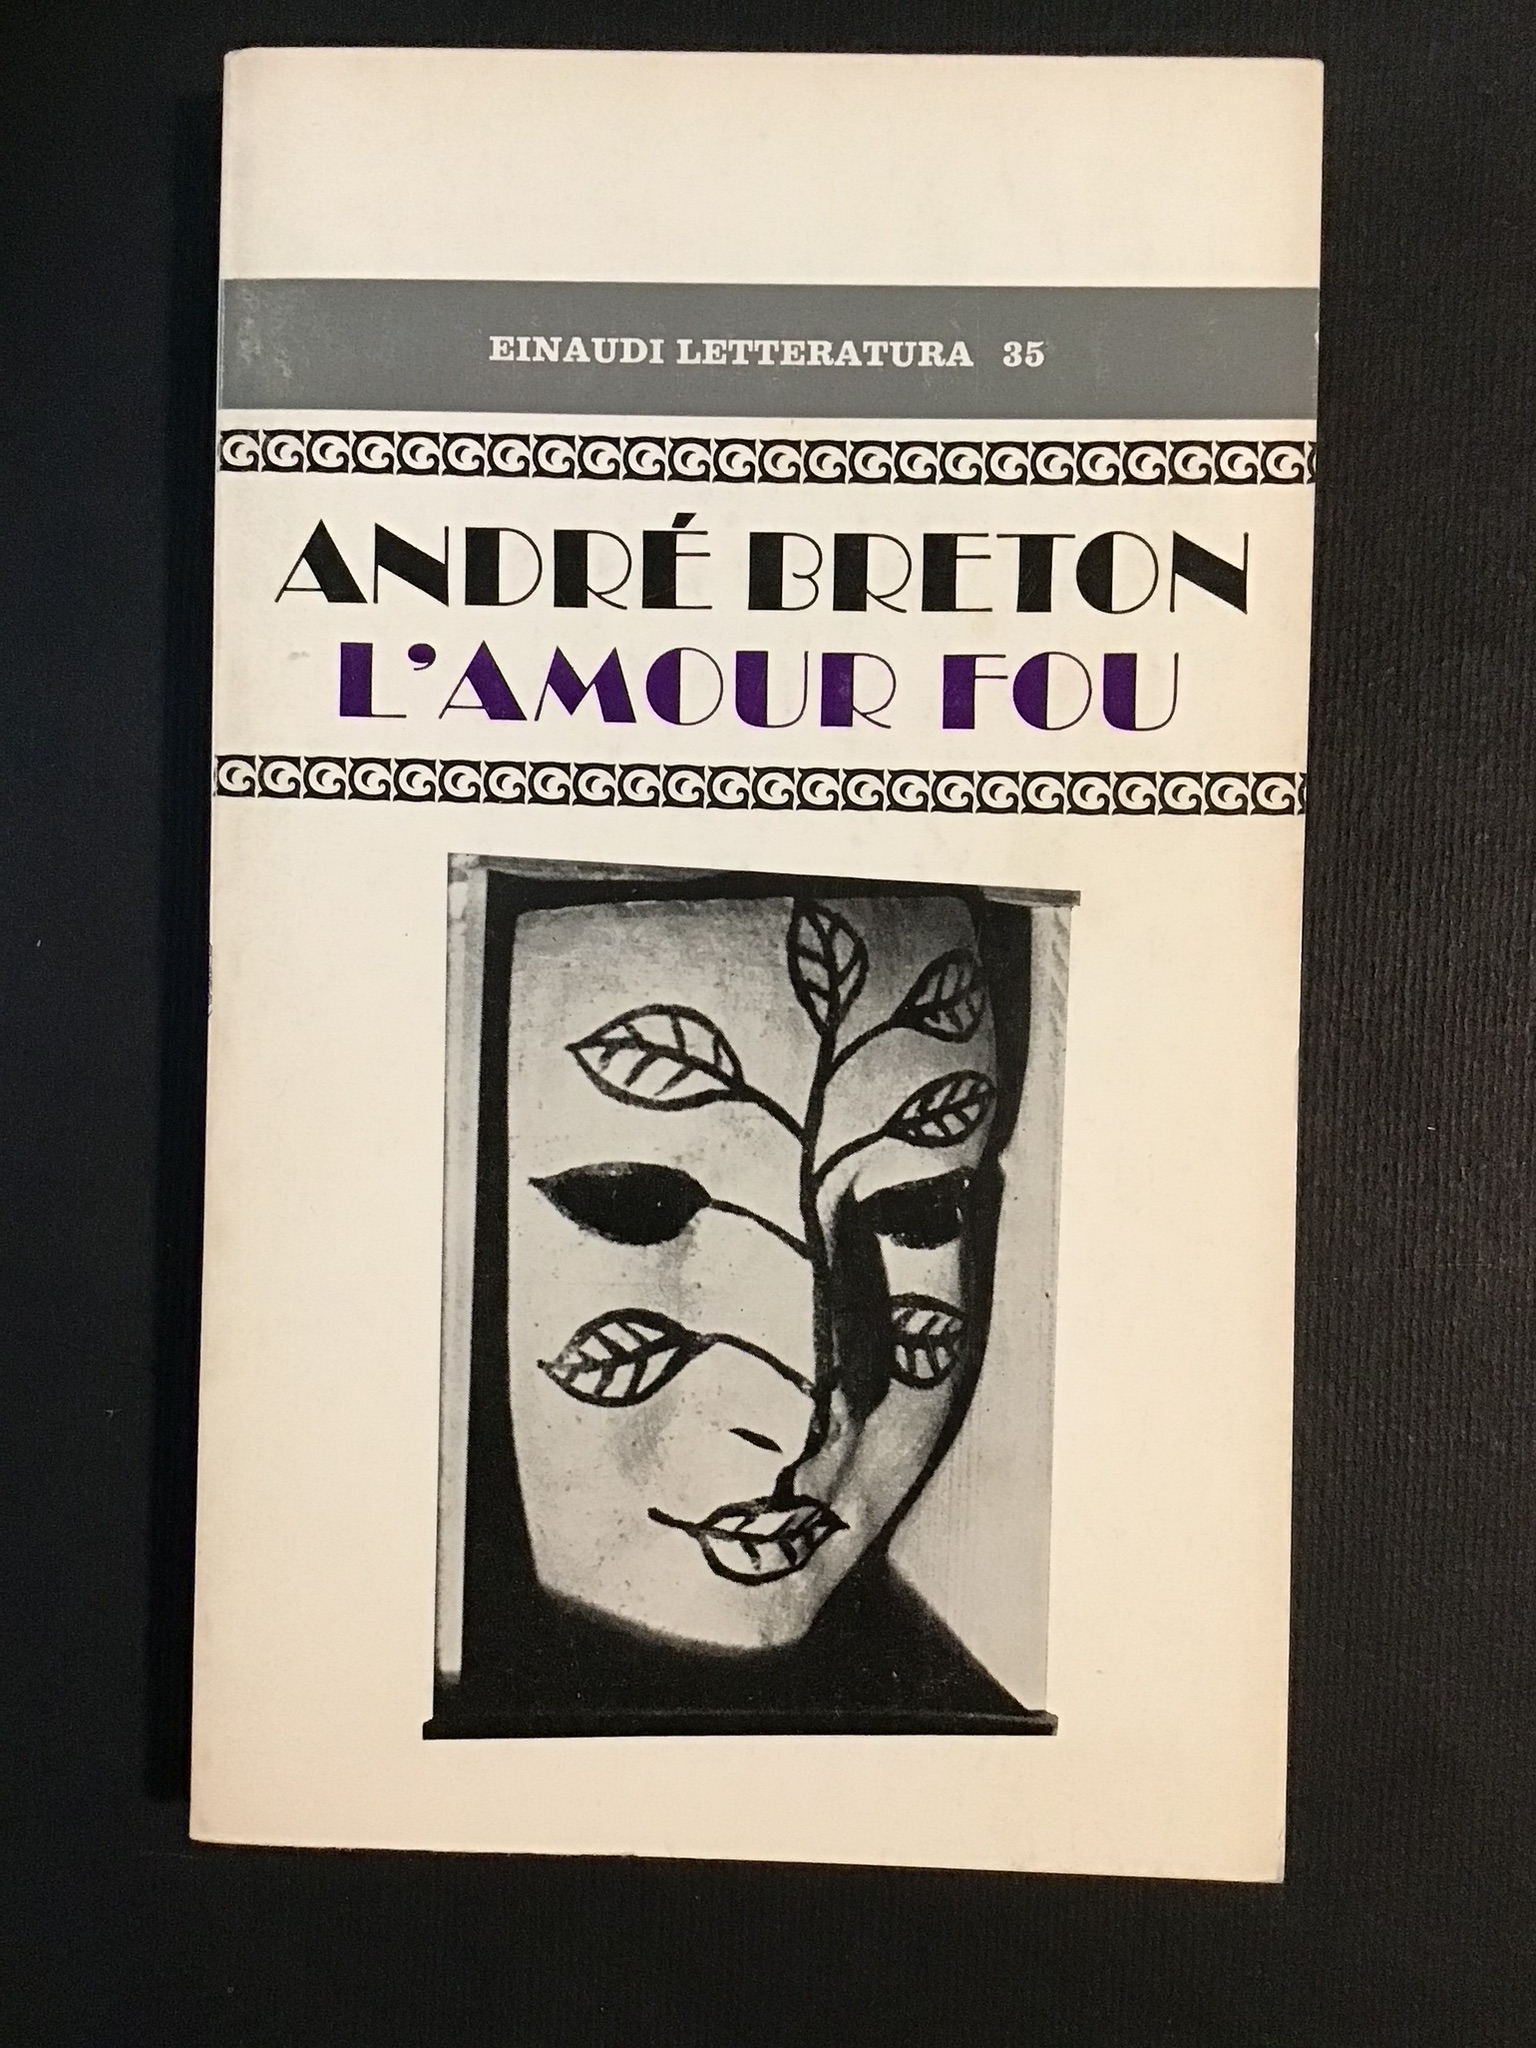 EINAUDI LETTERATURA 35
ANDRÉ BRETON
L'AMOUR FOU